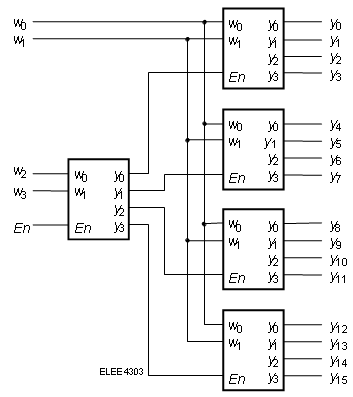 w0 w0 y0 y0
w1 w1 y1 y1
y2 y2
En y3 y3
w0 y0 y4
w1 y1 y5
y2 y6
En y3 y7
w2 w0 y0
w3 w1 y1
y2
En En y3
w0 y0 y8
w1 y1 y9
y2 y10
En y3 y11
w0 y0 y12
w1 y1 y13
y2 y14
ELEE4303 En y3 y15